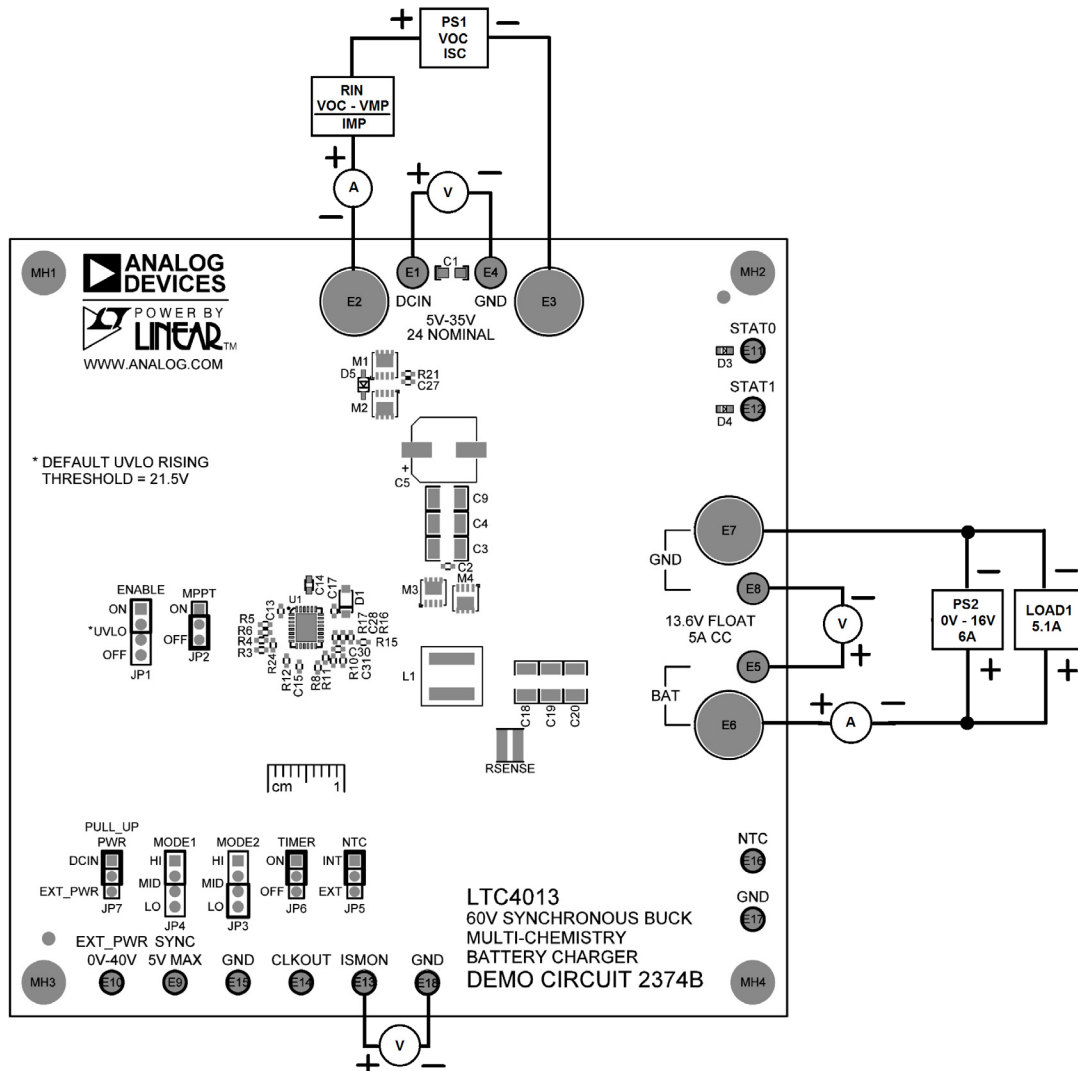 + PS1 −
VOC
ISC
RIN
VOC - VMP
IMP
+
A
−
+ V −
MH1
ANALOG
DEVICES
POWER BY
LINEAR TM
WWW.ANALOG.COM
E2
E1
C1
E4
E3
DCIN
GND
5V-35V
24 NOMINAL
MH2
STAT0
E11
D3
STAT1
E12
D4
M1
D5
R21
C27
M2
* DEFAULT UVLO RISING
THRESHOLD = 21.5V
+
C5
C9
C4
C3
C2
M3
M4
E7
GND
E8
13.6V FLOAT
5A CC
E5
BAT
E6
−
V
+
+ A −
−
PS2
0V - 16V
6A
+
−
LOAD1
5.1A
+
ENABLE
ON
*UVLO
OFF
JP1
MPPT
ON
OFF
JP2
U1
C14
C17
D1
C13
R5
R6
R4
R3
R24
R12
C15
R8
R11
R10
C31
C30
R17
C28
R16
R15
L1
C18
C19
C20
RSENSE
cm 1
PULL_UP
PWR
DCIN
EXT_PWR
JP7
MODE1
HI
MID
LO
JP4
MODE2
HI
MID
LO
JP3
TIMER
ON
OFF
JP6
NTC
INT
EXT
JP5
NTC
E16
GND
E17
LTC4013
60V SYNCHRONOUS BUCK
MULTI-CHEMISTRY
BATTERY CHARGER
DEMO CIRCUIT 2374B
MH3
EXT_PWR
0V-40V
E10
SYNC
5V MAX
E9
GND
E15
CLKOUT
E14
ISMON
E13
GND
E18
MH4
+ V −